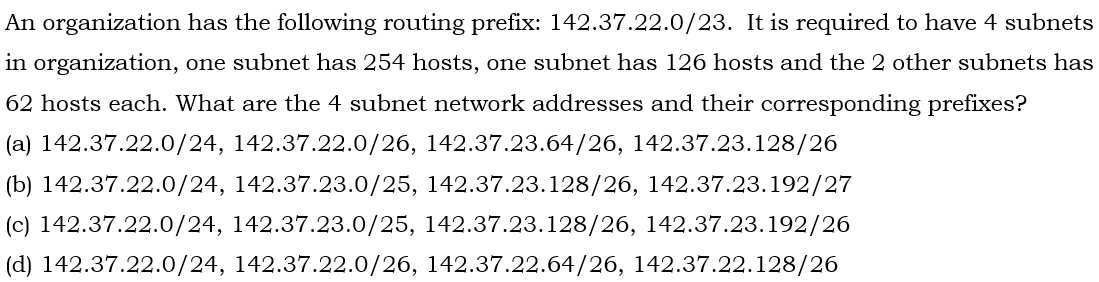 An organization has the following routing prefix: 142.37.22.0/23. It is required to have 4 subnets
in organization, one subnet has 254 hosts, one subnet has 126 hosts and the 2 other subnets has
62 hosts each. What are the 4 subnet network addresses and their corresponding prefixes?
(a) 142.37.22.0/24, 142.37.22.0/26, 142.37.23.64/26, 142.37.23.128/26
(b) 142.37.22.0/24, 142.37.23.0/25, 142.37.23.128/26, 142.37.23.192/27
(c) 142.37.22.0/24, 142.37.23.0/25, 142.37.23.128/26, 142.37.23.192/26
(d) 142.37.22.0/24, 142.37.22.0/26, 142.37.22.64/26, 142.37.22.128/26